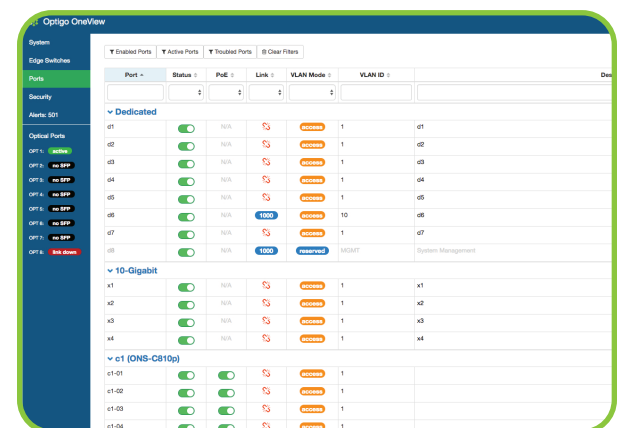 Optigo OneView
System
Edge Switches
Ports
Security
Alerts: 501
Optical Ports
OPT 1: active
OPT 2: no SFP
OPT 3: no SFP
OPT 4: no SFP
OPT 5: no SFP
OPT 6: no SFP
OPT 7: no SFP
OPT 8: link down
Enabled Ports Active Ports Troubled Ports Clear Filters
Port Status PoE Link VLAN Mode VLAN ID Des
Dedicated
d1 N/A access 1 d1
d2 N/A access 1 d2
d3 N/A access 1 d3
d4 N/A access 1 d4
d5 N/A access 1 d5
d6 N/A 1000 access 10 d6
d7 N/A access 1 d7
d8 N/A 1000 reserved MGMT System Management
10-Gigabit
x1 N/A access 1 x1
x2 N/A access 1 x2
x3 N/A access 1 x3
x4 N/A access 1 x4
c1 (ONS-C810p)
c1-01 access 1
c1-02 access 1
c1-03 access 1
c1-04 access 1